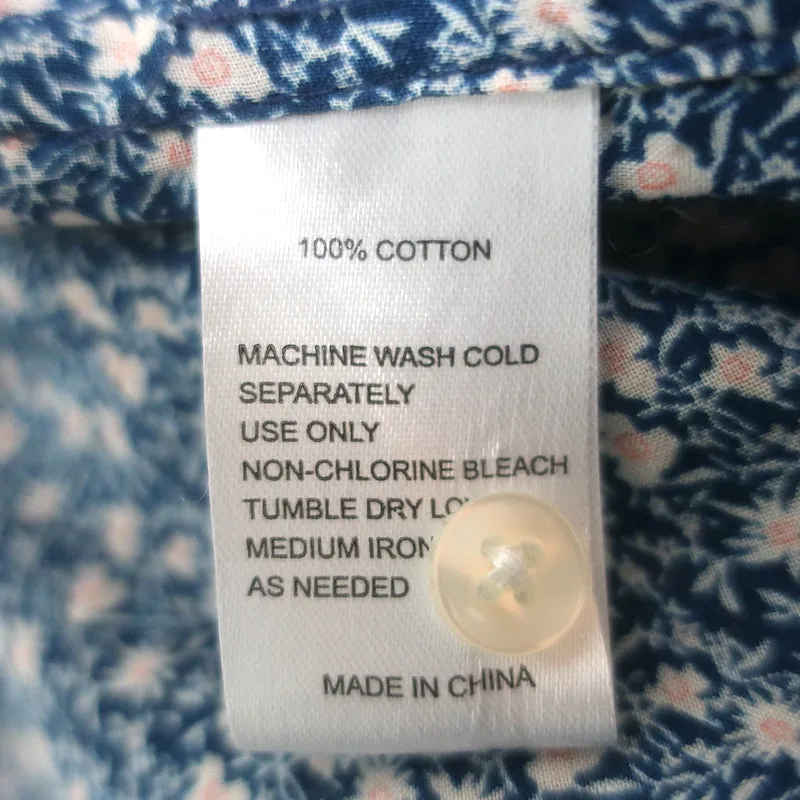 100% COTTON
MACHINE WASH COLD
SEPARATELY
USE ONLY
NON-CHLORINE BLEACH
TUMBLE DRY
MEDIUM IRON
AS NEEDED
MADE IN CHINA